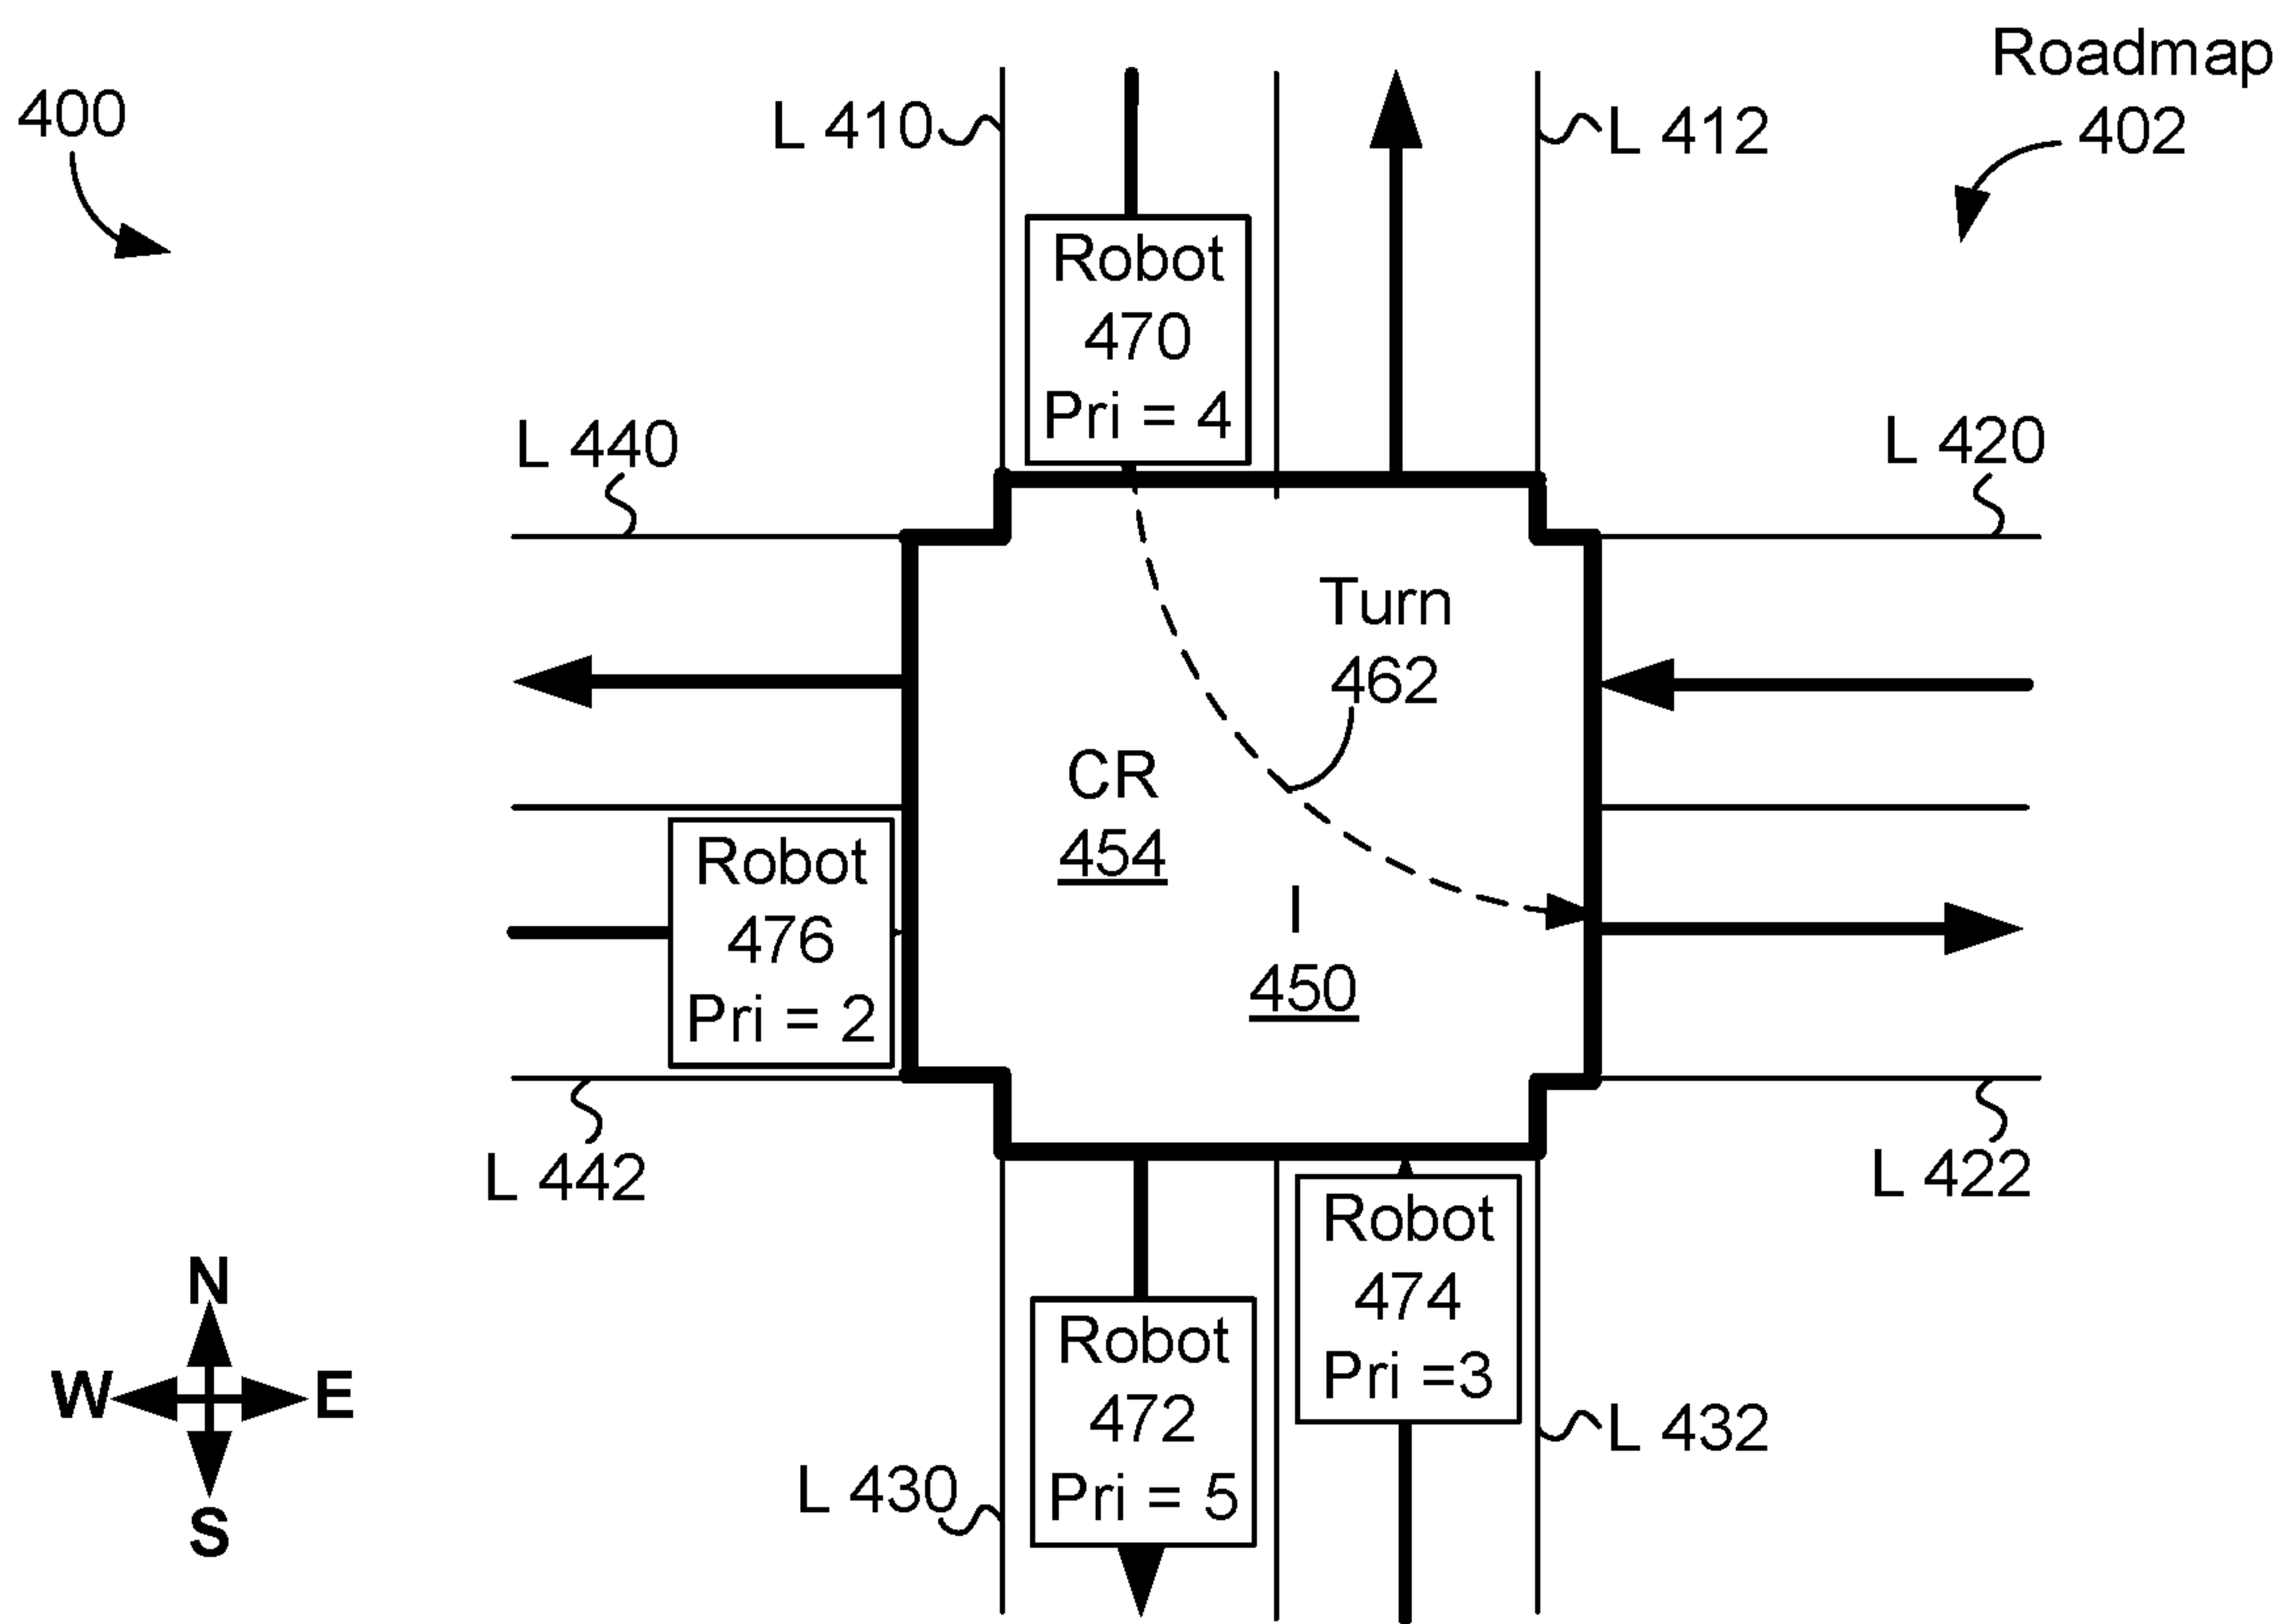 Roadmap
402
400
L 410
L 412
Robot
470
Pri = 4
L 440
L 420
Turn
462
CR
454
I
450
Robot
476
Pri = 2
L 442
L 422
Robot
474
Pri =3
Robot
472
Pri = 5
L 430
L 432
N
W E
S